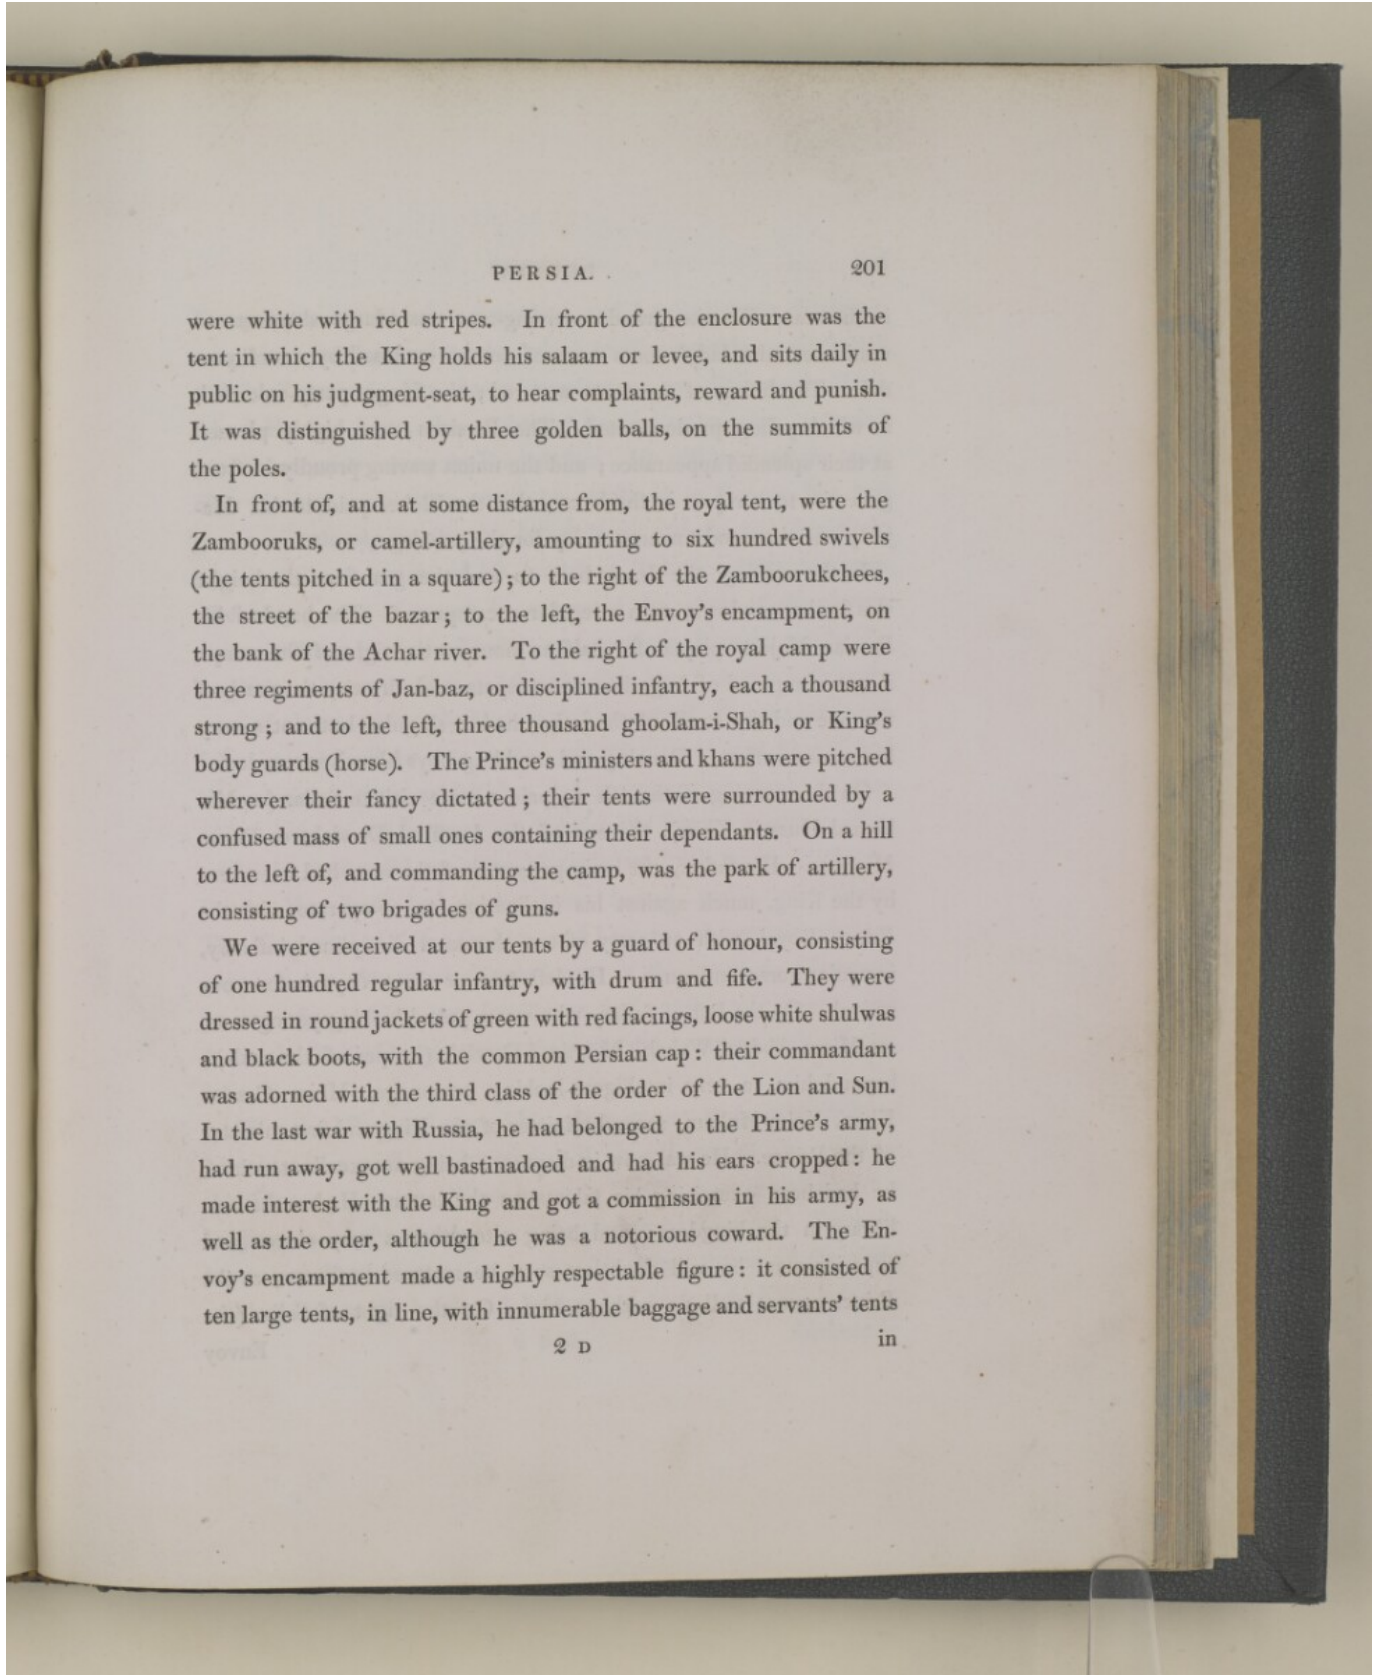 PERSIA.
201
were white with red stripes. In front of the enclosure was the
tent in which the King holds his salaam or levee, and sits daily in
public on his judgment-seat, to hear complaints, reward and punish.
It was distinguished by three golden balls, on the summits of
the poles.
In front of, and at some distance from, the royal tent, were the
Zambooruks, or camel-artillery, amounting to six hundred swivels
(the tents pitched in a square); to the right of the Zamboorukchees,
the street of the bazar; to the left, the Envoy's encampment, on
the bank of the Achar river. To the right of the royal camp were
three regiments of Jan-baz, or disciplined infantry, each a thousand
strong; and to the left, three thousand ghoolam-i-Shah, or King's
body guards (horse). The Prince's ministers and khans were pitched
wherever their fancy dictated; their tents were surrounded by a
confused mass of small ones containing their dependants. On a hill
to the left of, and commanding the camp, was the park of artillery,
consisting of two brigades of guns.
We were received at our tents by a guard of honour, consisting
of one hundred regular infantry, with drum and fife. They were
dressed in round jackets of green with red facings, loose white shulwas
and black boots, with the common Persian cap: their commandant
was adorned with the third class of the order of the Lion and Sun.
In the last war with Russia, he had belonged to the Prince's army,
had run away, got well bastinadoed and had his ears cropped: he
made interest with the King and got a commission in his army, as
well as the order, although he was a notorious coward. The En-
voy's encampment made a highly respectable figure: it consisted of
ten large tents, in line, with innumerable baggage and servants' tents
2 D
in